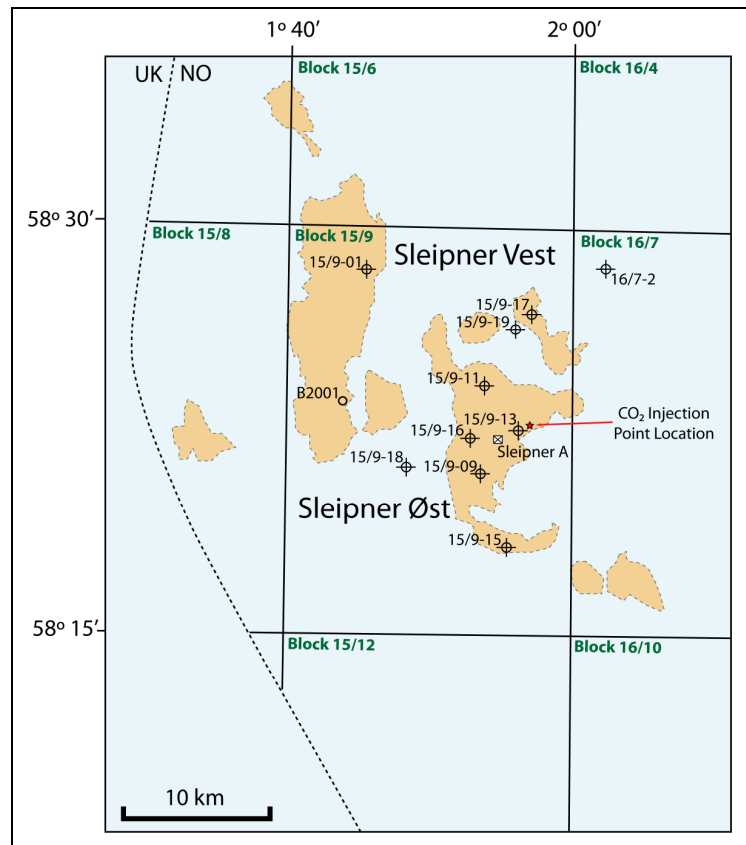 1º 40′ 2º 00′
UK NO Block 15/6 Block 16/4
58º 30′
Block 15/8 Block 15/9 Block 16/7
Sleipner Vest
15/9-01
16/7-2
15/9-17
15/9-19
15/9-11
B2001
15/9-13
CO₂ Injection
Point Location
15/9-16
Sleipner A
15/9-18
15/9-09
Sleipner Øst
15/9-15
58º 15′
Block 15/12 Block 16/10
10 km